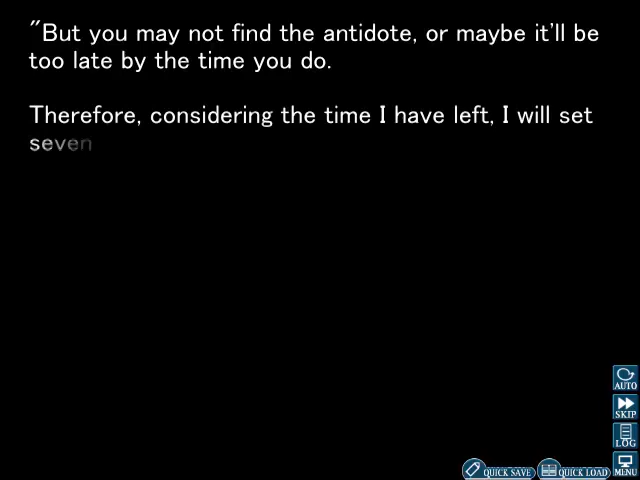 "But you may not find the antidote, or maybe it'll be
too late by the time you do.
Therefore, considering the time I have left, I will set
seven
AUTO
SKIP
LOG
MENU
QUICK SAVE
QUICK LOAD